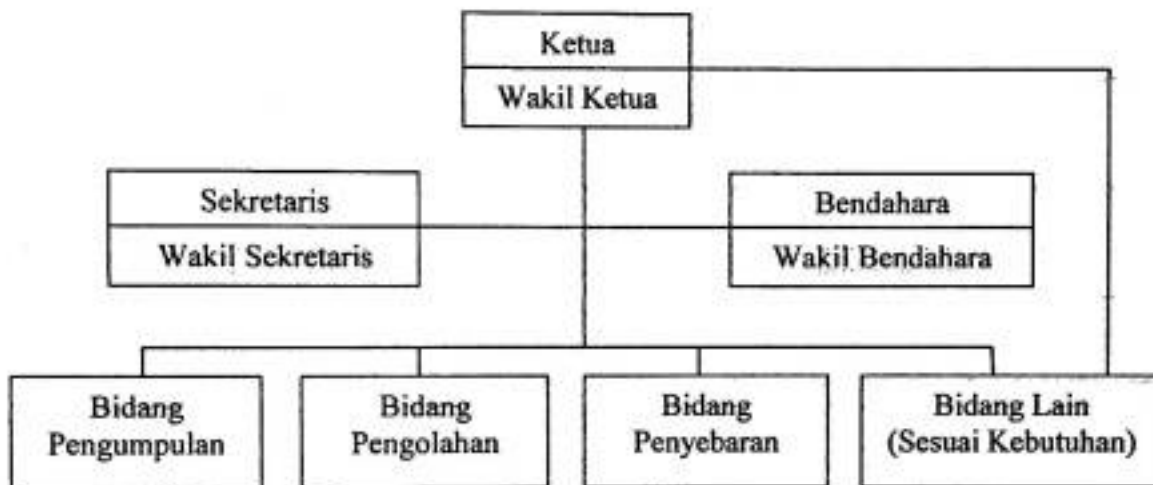 Ketua
Wakil Ketua
Sekretaris
Wakil Sekretaris
Bendahara
Wakil Bendahara
Bidang
Pengumpulan
Bidang
Pengolahan
Bidang
Penyebaran
Bidang Lain
(Sesuai Kebutuhan)